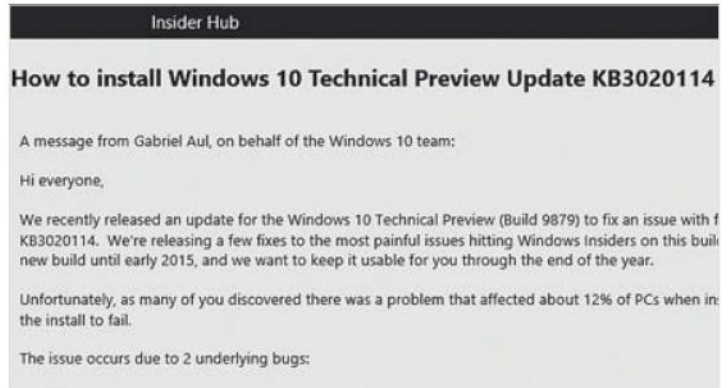 Insider Hub
How to install Windows 10 Technical Preview Update KB3020114
A message from Gabriel Aul, on behalf of the Windows 10 team:
Hi everyone,
We recently released an update for the Windows 10 Technical Preview (Build 9879) to fix an issue with
KB3020114. We're releasing a few fixes to the most painful issues hitting Windows Insiders on this
new build until early 2015, and we want to keep it usable for you through the end of the year.
Unfortunately, as many of you discovered there was a problem that affected about 12% of PCs when
the install to fail.
The issue occurs due to 2 underlying bugs: